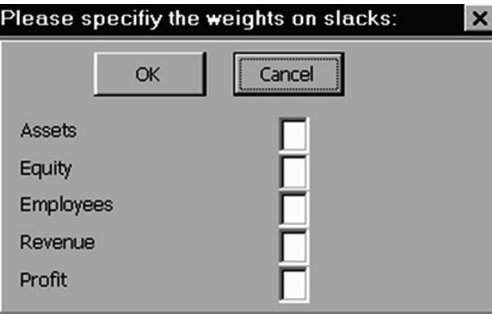 Please specifiy the weights on slacks:
OK Cancel
Assets
Equity
Employees
Revenue
Profit